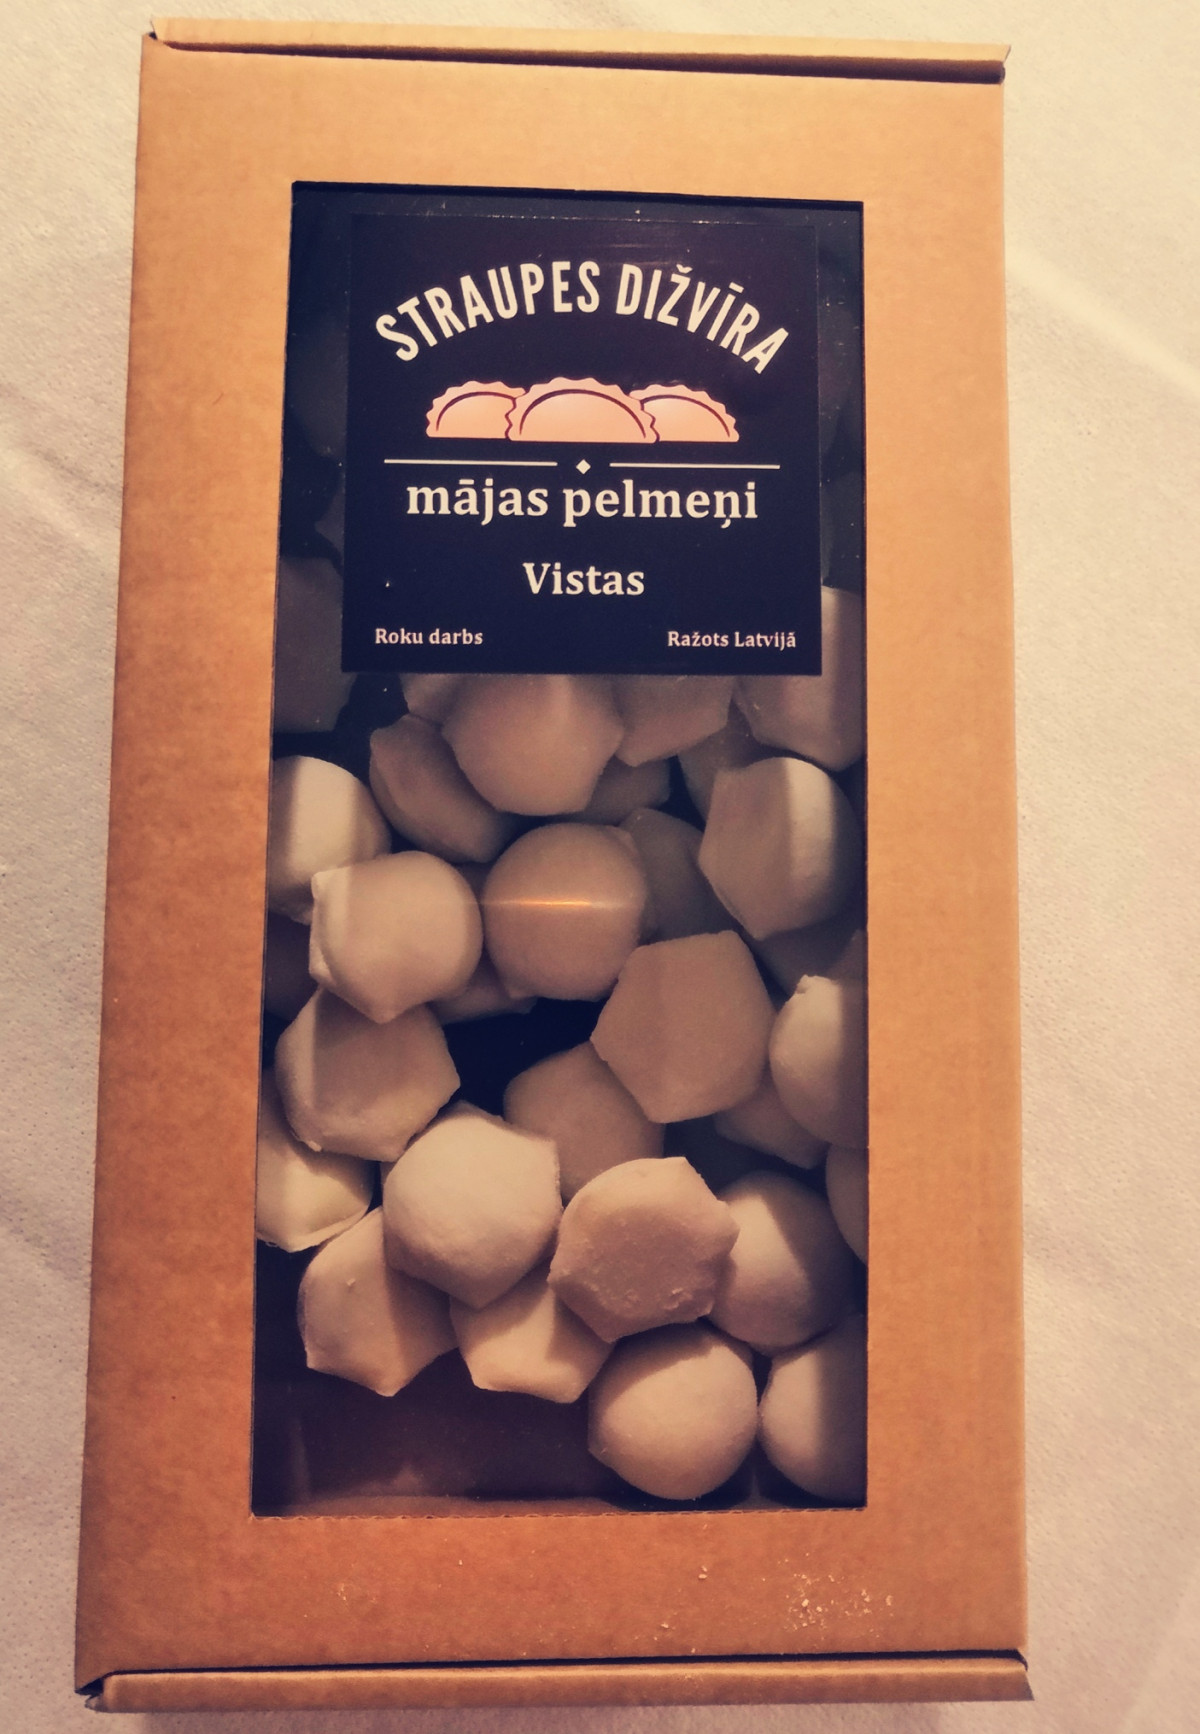 STRAUPES DIŽVĪRA
mājas pelmeņi
Vistas
Roku darbs
Ražots Latvijā